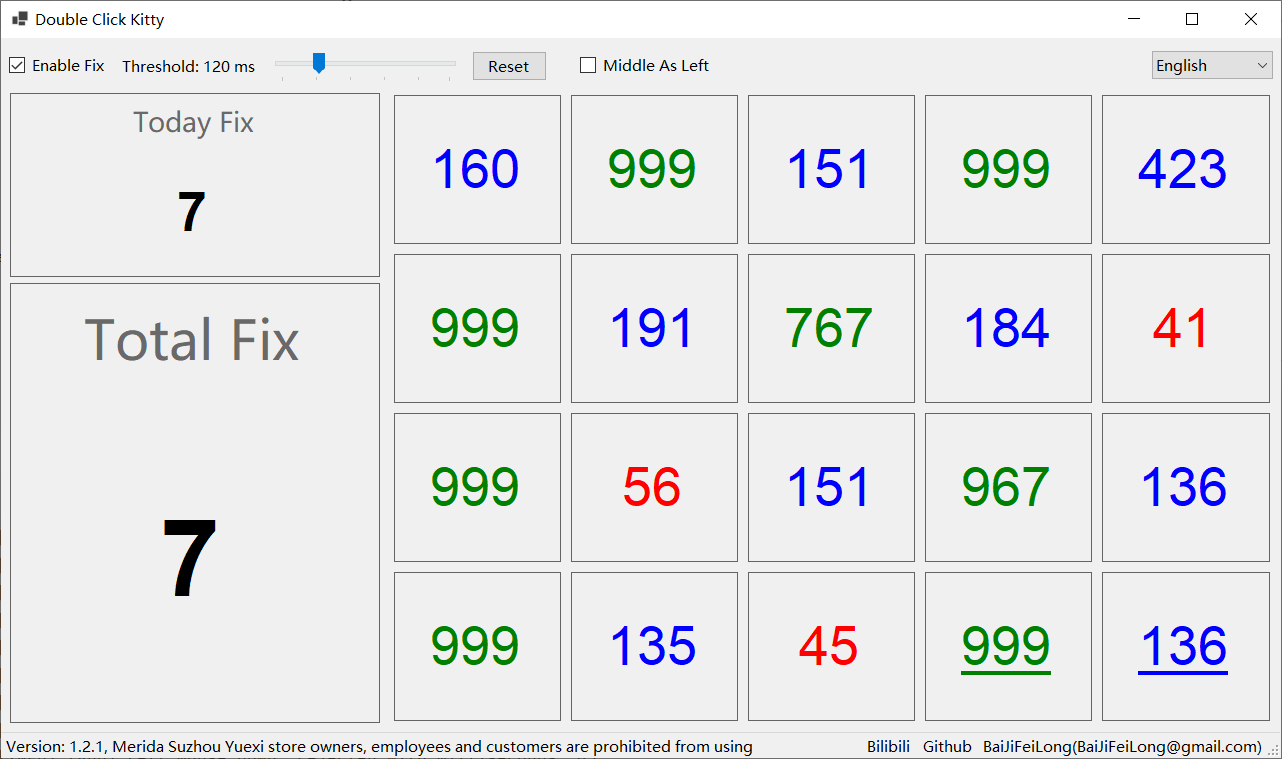 Double Click Kitty
Enable Fix Threshold: 120 ms Reset Middle As Left English
Today Fix
7
Total Fix
7
160 999 151 999 423
999 191 767 184 41
999 56 151 967 136
999 135 45 999 136
Version: 1.2.1, Merida Suzhou Yuexi store owners, employees and customers are prohibited from using Bilibili Github BaiJiFeiLong(BaiJiFeiLong@gmail.com)